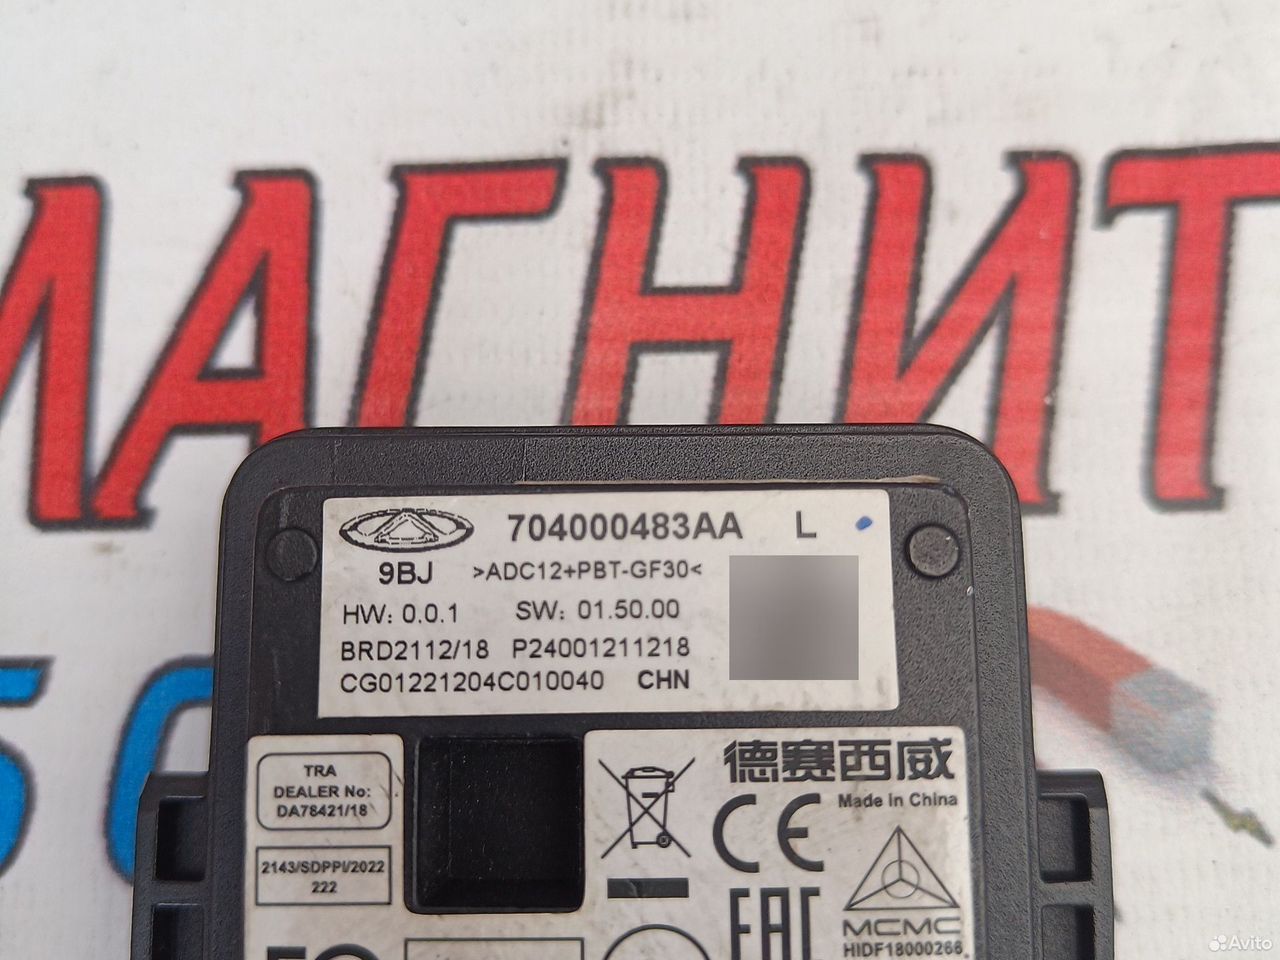 МАГНИТ
704000483AA L
9BJ >ADC12+PBT-GF30<
HW: 0.0.1 SW: 01.50.00
BRD2112/18 P24001211218
CG01221204C010040 CHN
TRA
DEALER No:
DA78421/18
2143/SDPPI/2022
222
德赛西威
Made in China
CE
EAC
MCMC
HIDF18000266
Avito